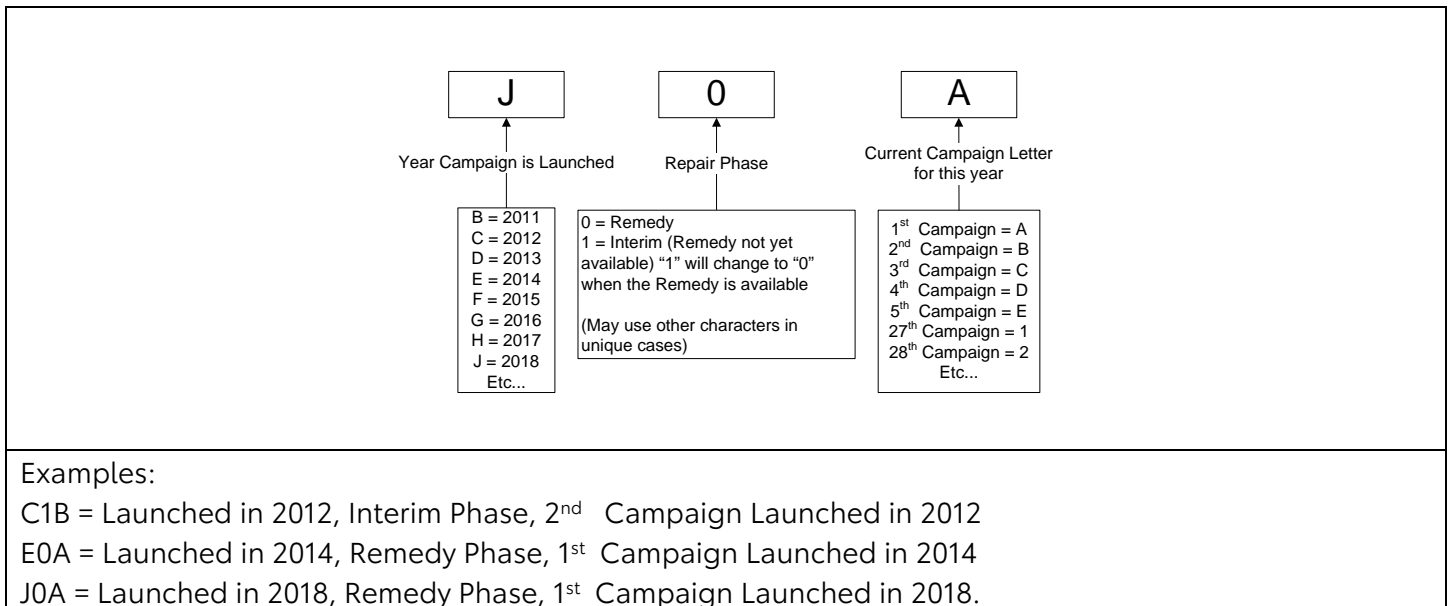 J
0
A
Year Campaign is Launched
Repair Phase
Current Campaign Letter
for this year
B = 2011
C = 2012
D = 2013
E = 2014
F = 2015
G = 2016
H = 2017
J = 2018
Etc...
0 = Remedy
1 = Interim (Remedy not yet
available) “1” will change to “0”
when the Remedy is available
(May use other characters in
unique cases)
1st Campaign = A
2nd Campaign = B
3rd Campaign = C
4th Campaign = D
5th Campaign = E
27th Campaign = 1
28th Campaign = 2
Etc...
Examples:
C1B = Launched in 2012, Interim Phase, 2nd Campaign Launched in 2012
E0A = Launched in 2014, Remedy Phase, 1st Campaign Launched in 2014
J0A = Launched in 2018, Remedy Phase, 1st Campaign Launched in 2018.